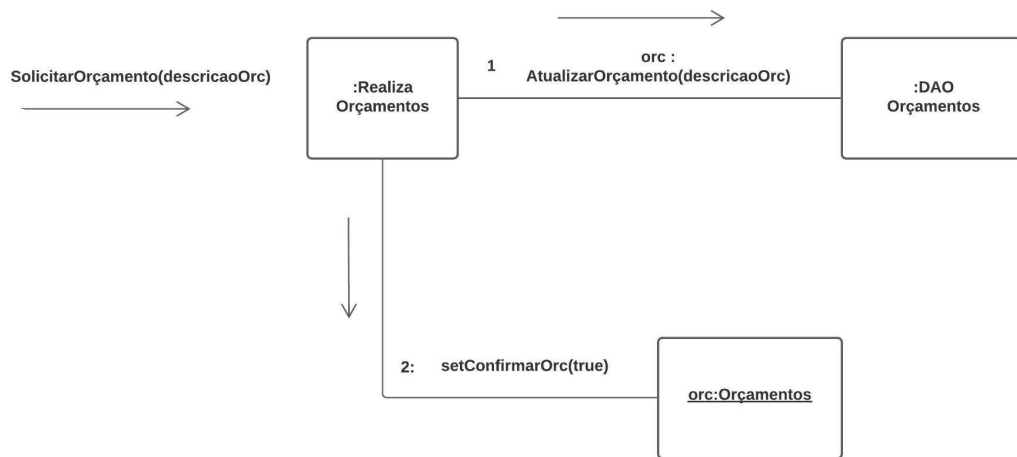 SolicitarOrçamento(descricaoOrc)
:Realiza
Orçamentos
1
orc :
AtualizarOrçamento(descricaoOrc)
:DAO
Orçamentos
2:
setConfirmarOrc(true)
orc:Orçamentos